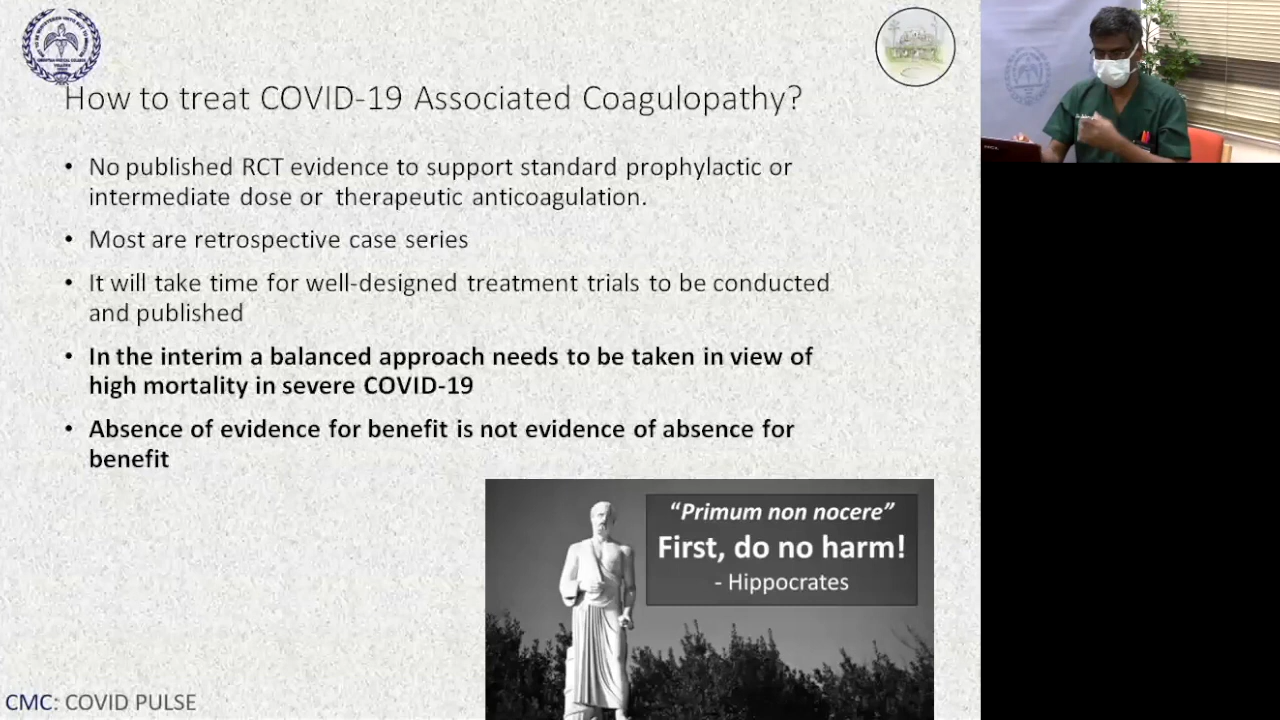 How to treat COVID-19 Associated Coagulopathy?
• No published RCT evidence to support standard prophylactic or
intermediate dose or therapeutic anticoagulation.
• Most are retrospective case series
• It will take time for well-designed treatment trials to be conducted
and published
• In the interim a balanced approach needs to be taken in view of
high mortality in severe COVID-19
• Absence of evidence for benefit is not evidence of absence for
benefit
“Primum non nocere”
First, do no harm!
- Hippocrates
CMC: COVID PULSE